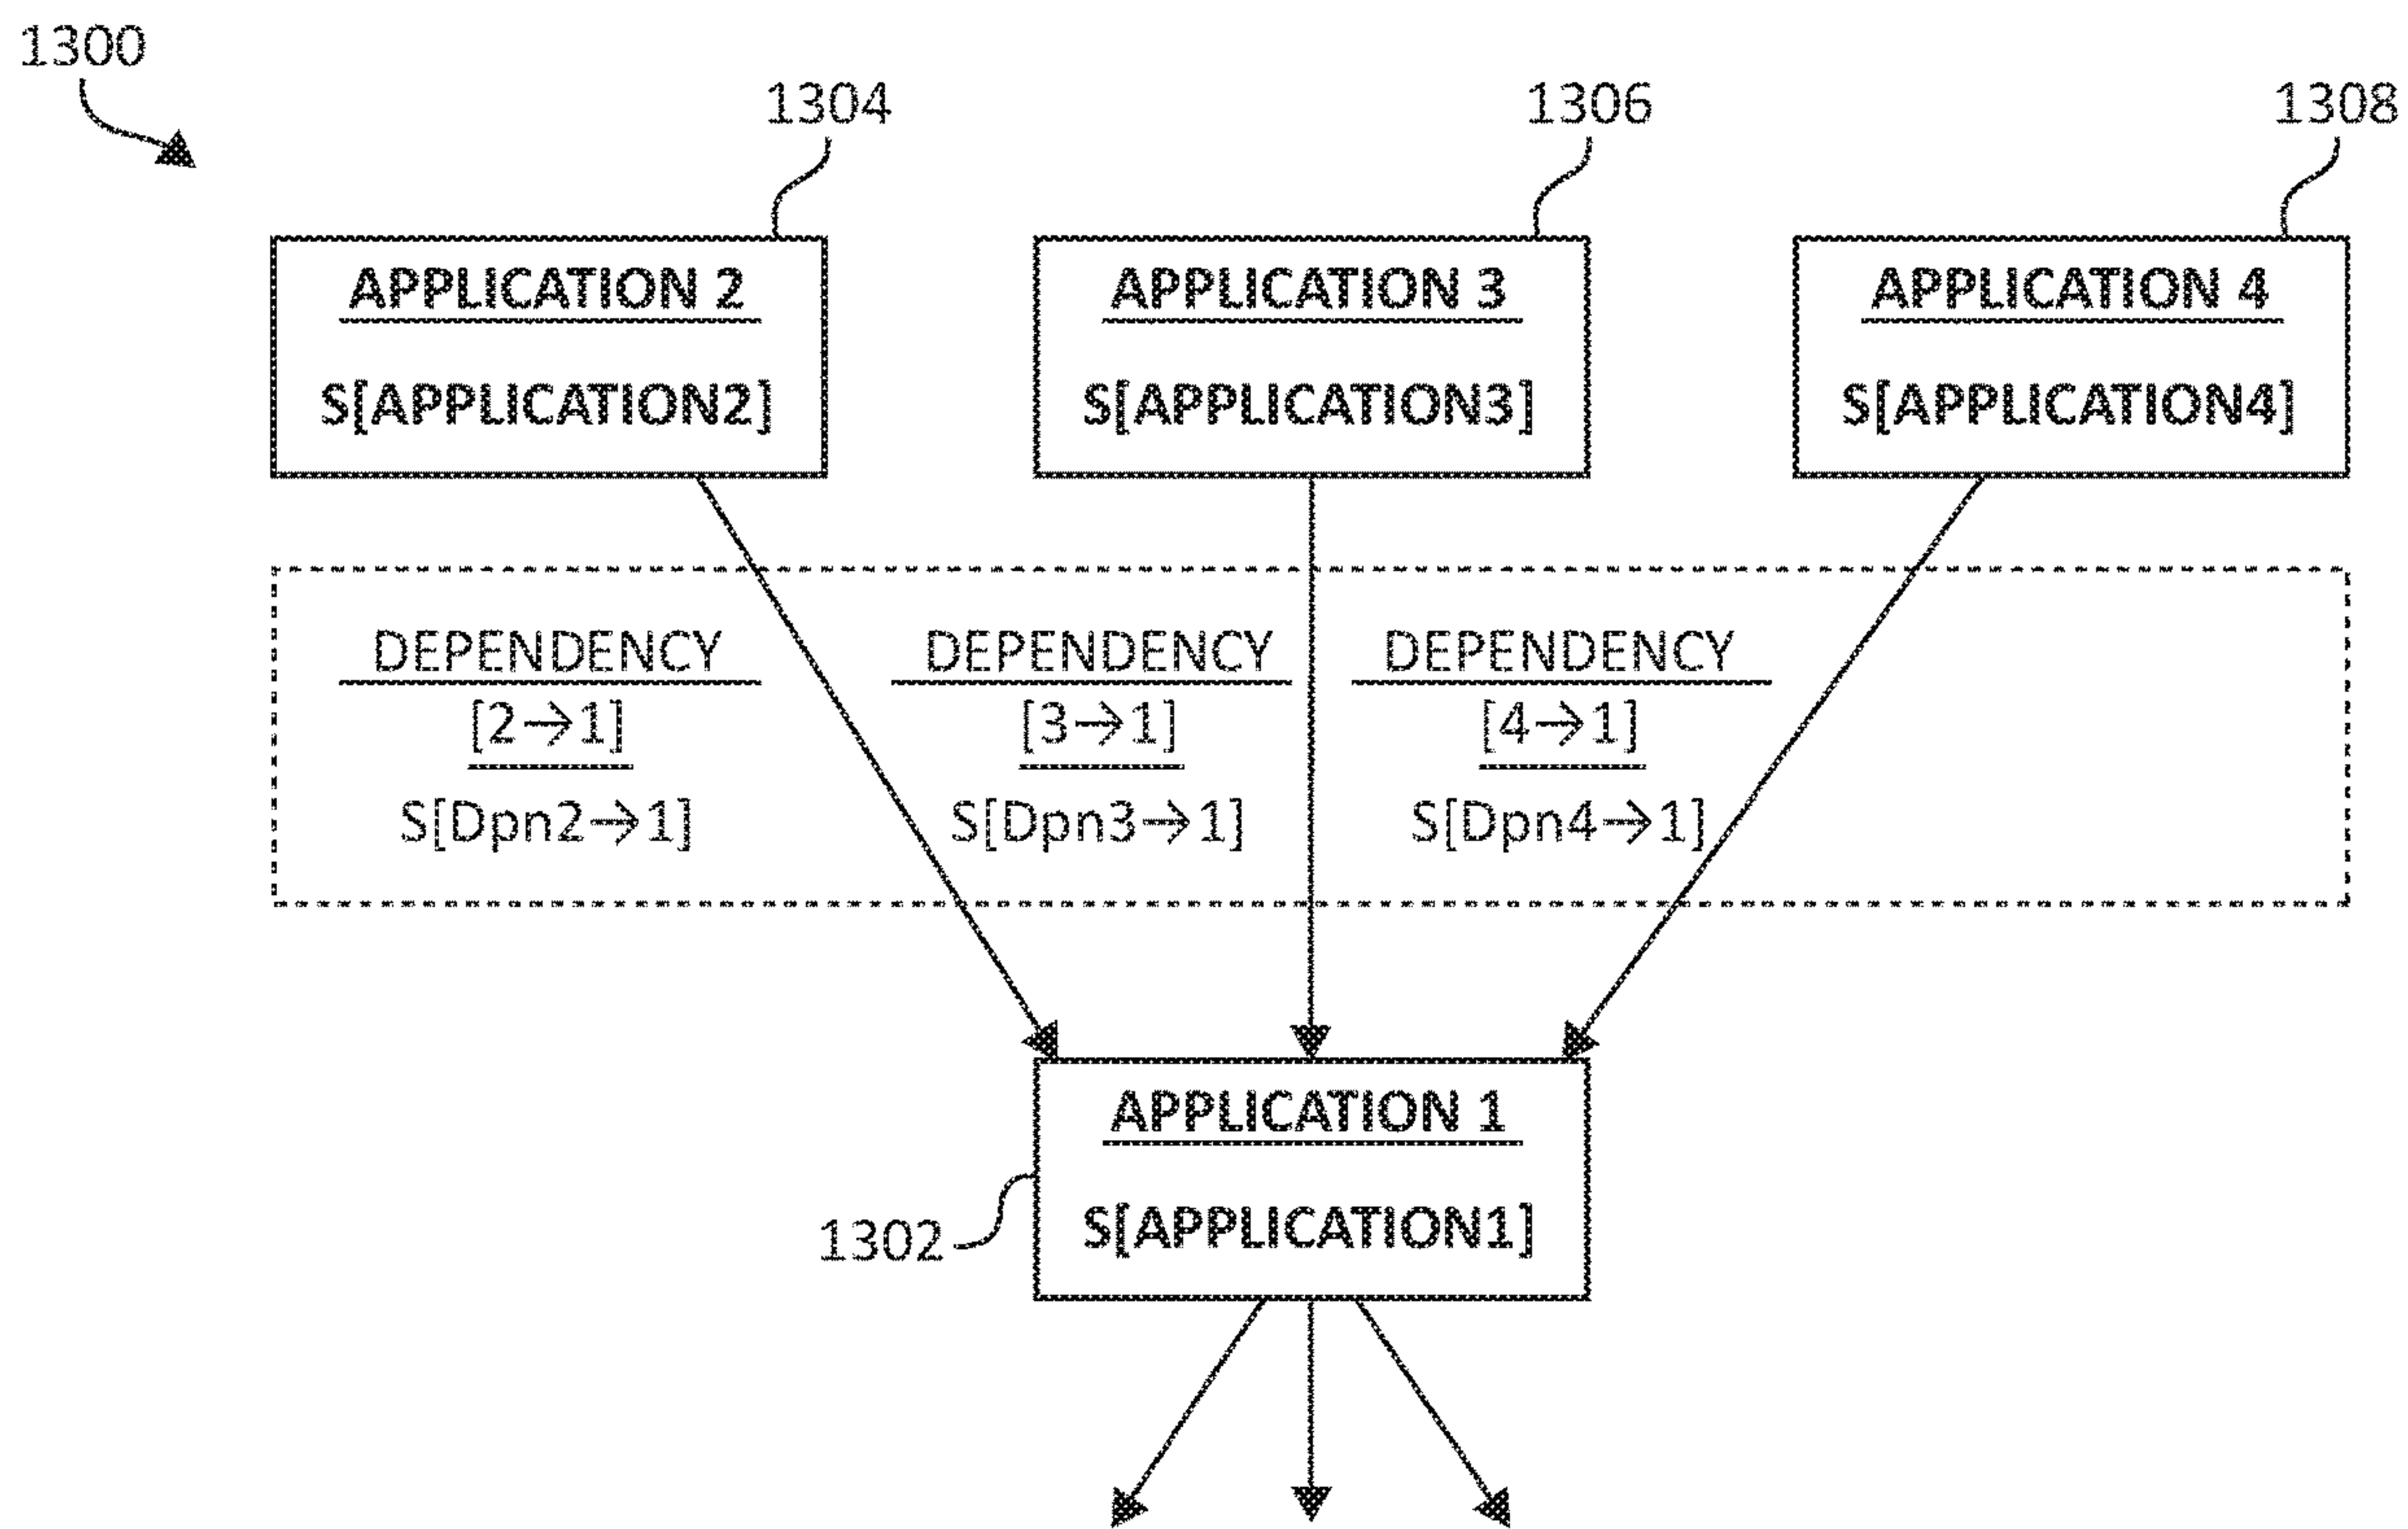 1300
1304
1306
1308
APPLICATION 2
S[APPLICATION2]
APPLICATION 3
S[APPLICATION3]
APPLICATION 4
S[APPLICATION4]
DEPENDENCY
[2→1]
S[Dpn2→1]
DEPENDENCY
[3→1]
S[Dpn3→1]
DEPENDENCY
[4→1]
S[Dpn4→1]
APPLICATION 1
S[APPLICATION1]
1302